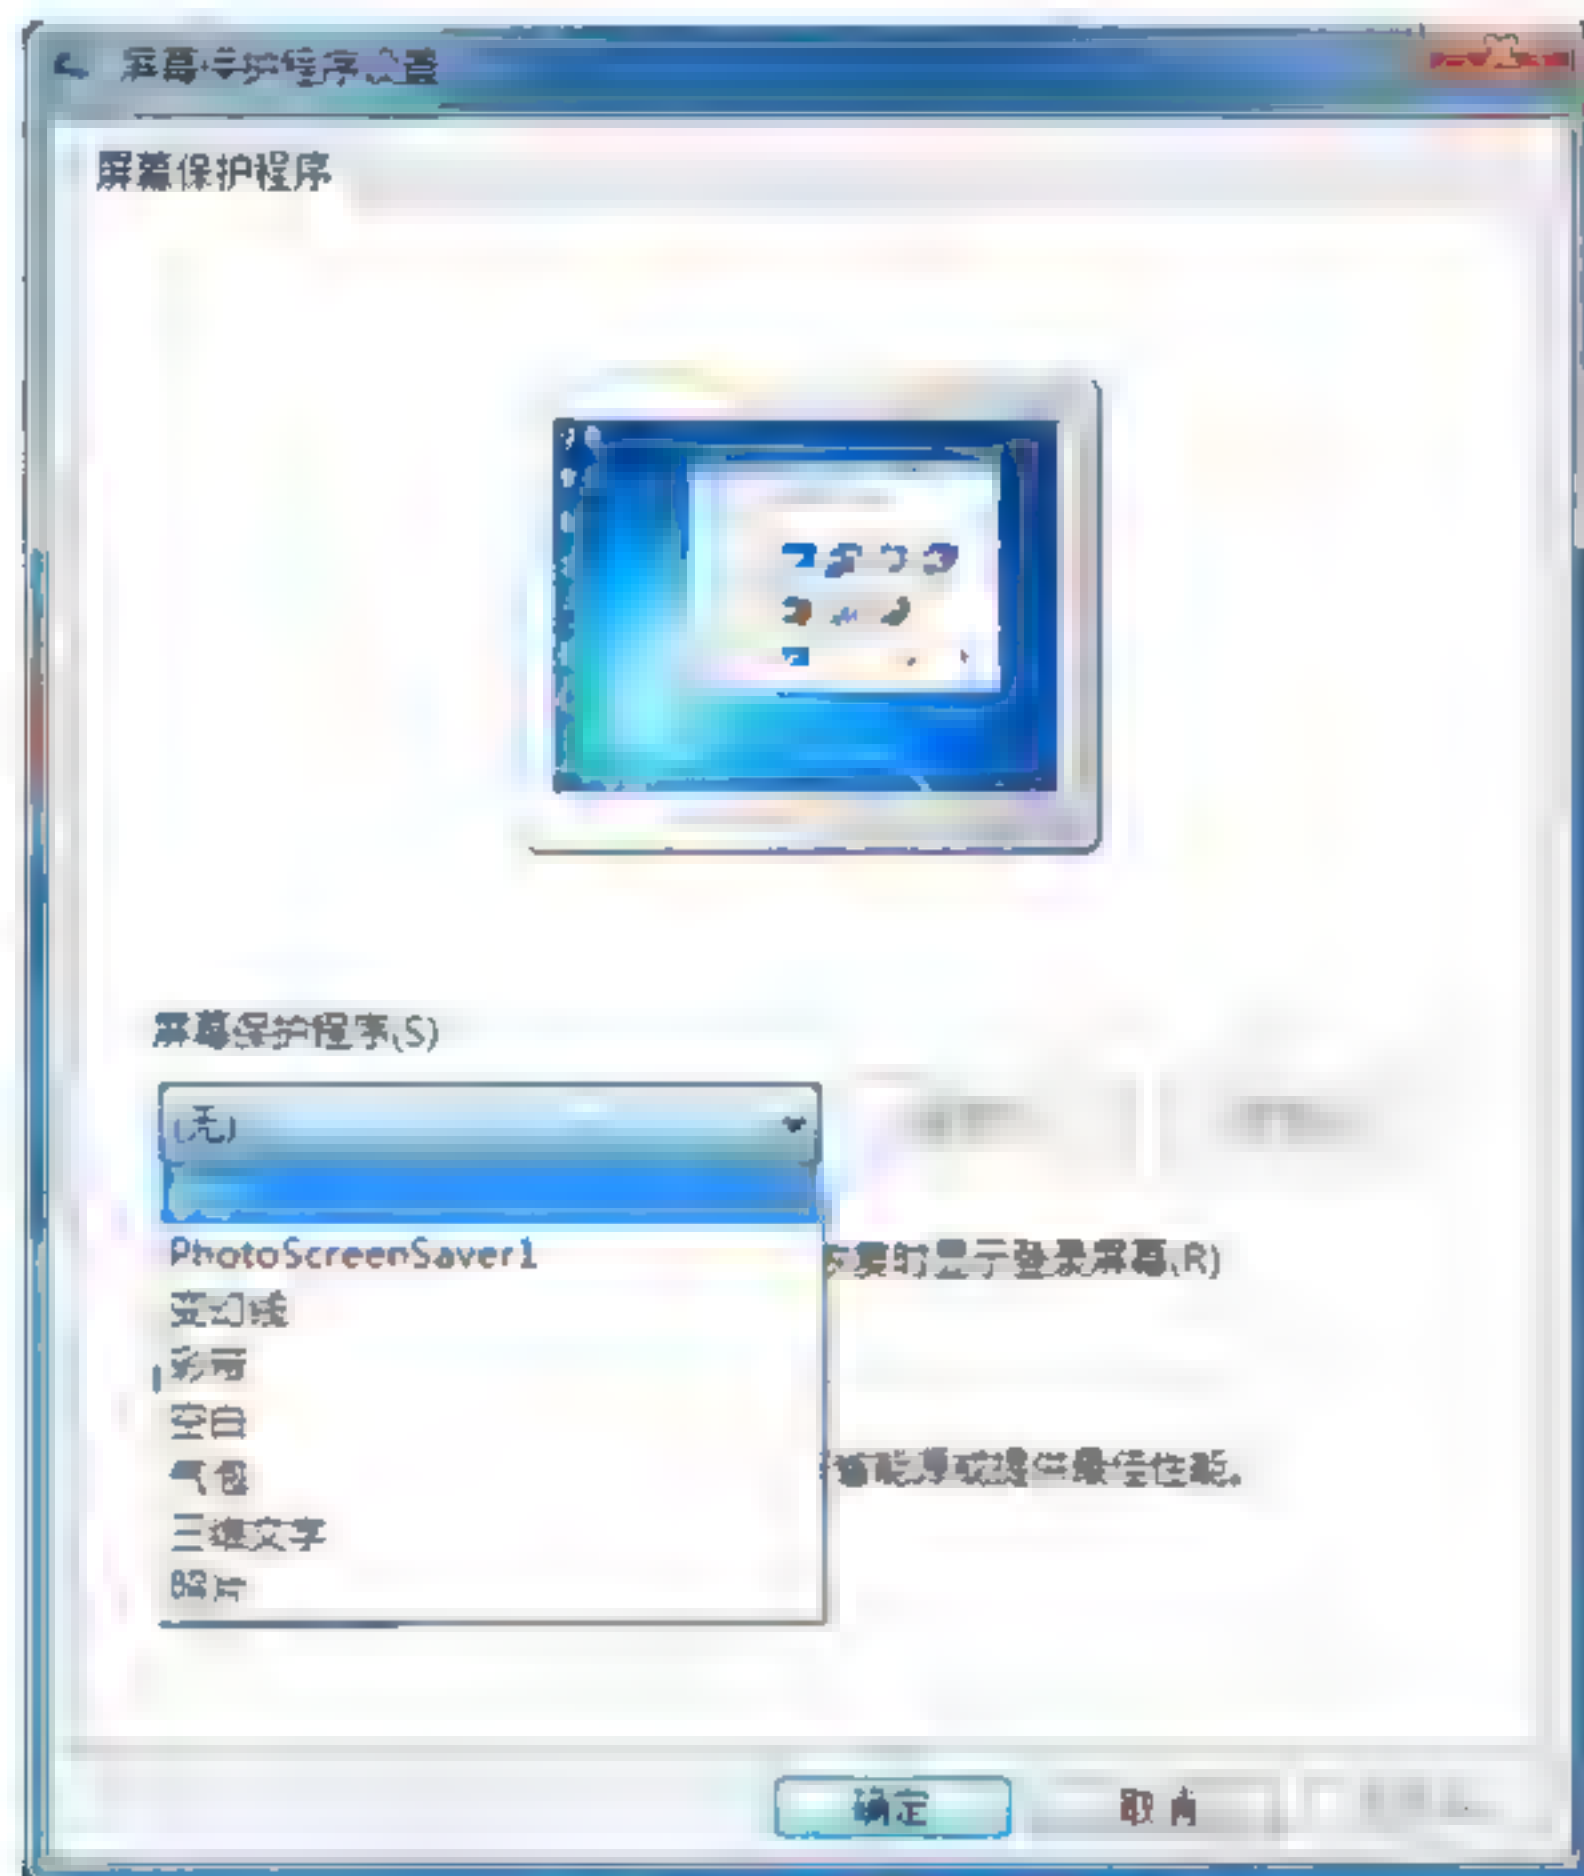 屏幕保护程序设置
屏幕保护程序
屏幕保护程序(S)
(无)
PhotoScreenSaver1
恢复时显示登录屏幕(R)
变幻线
彩带
空白
气泡
能源或提供最佳性能。
三维文字
照片
确定
取消